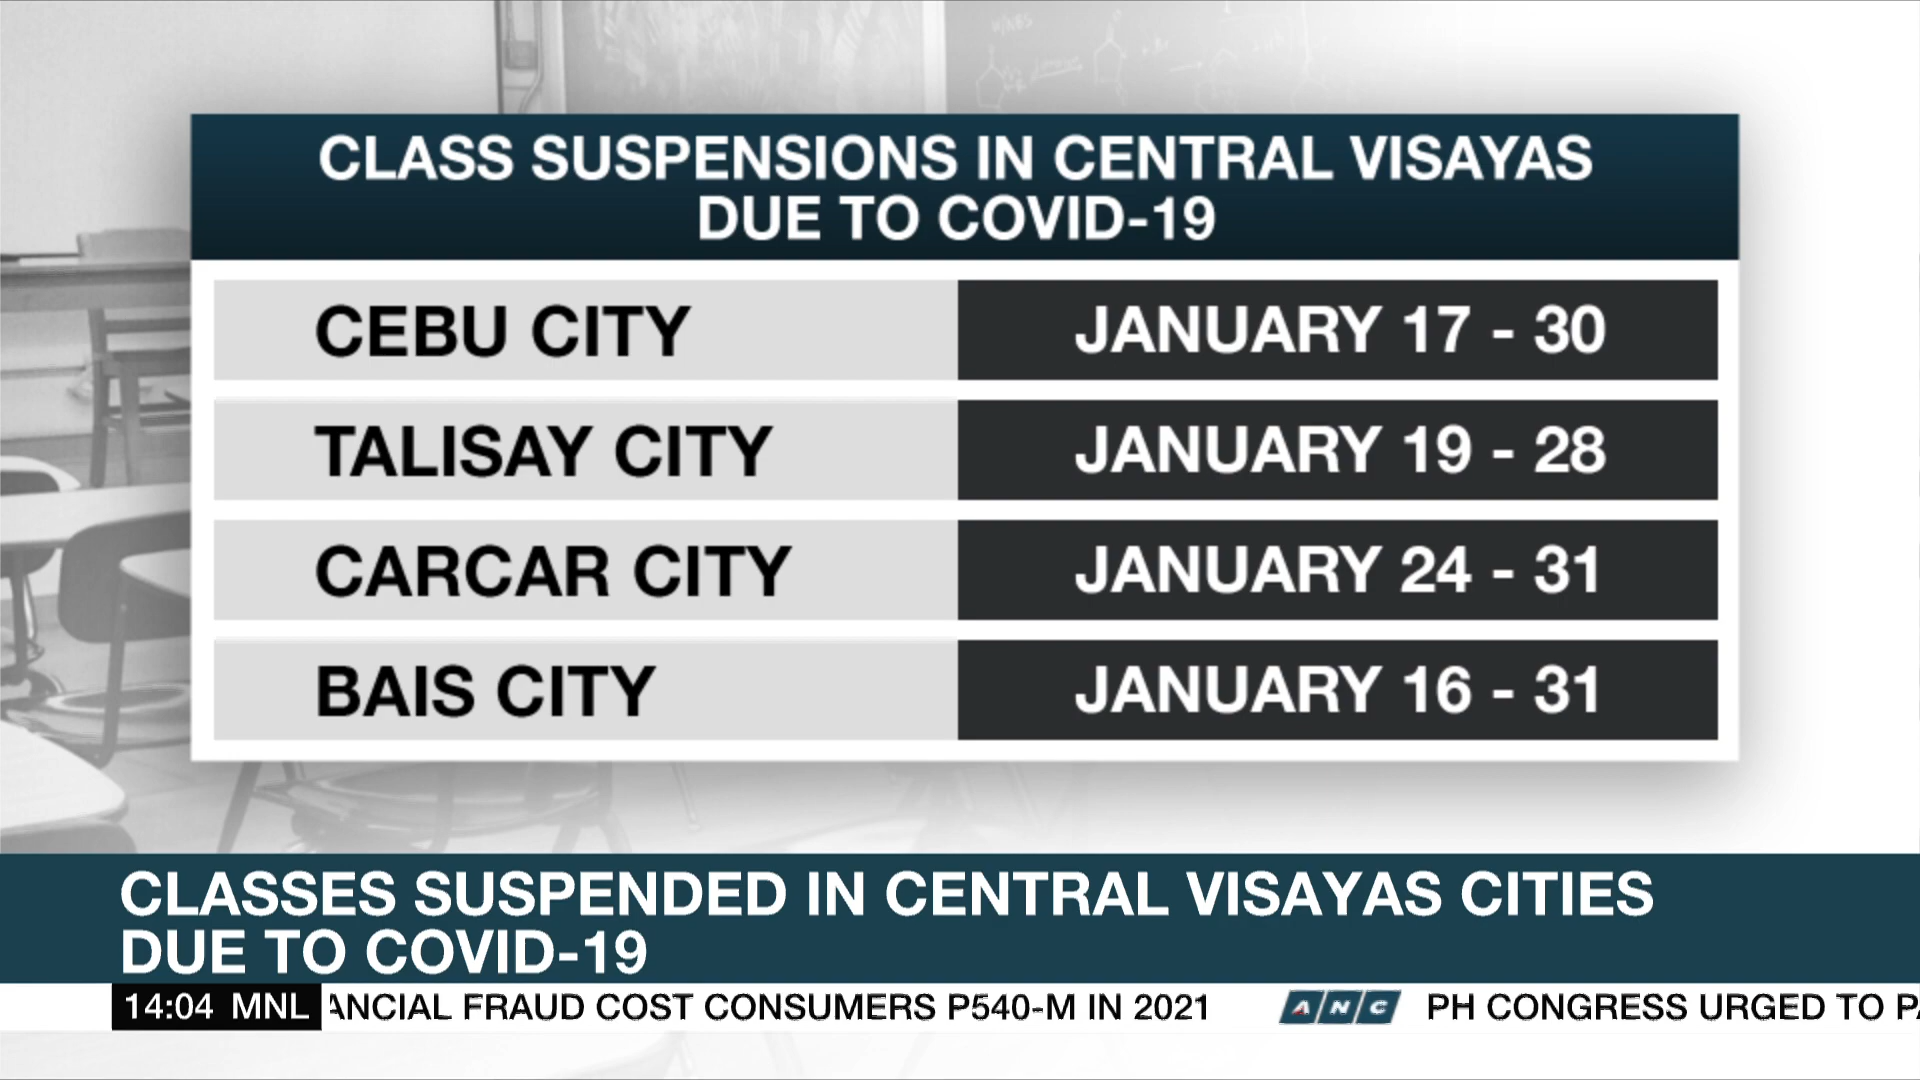 CLASS SUSPENSIONS IN CENTRAL VISAYAS
DUE TO COVID-19
CEBU CITY JANUARY 17 - 30
TALISAY CITY JANUARY 19 - 28
CARCAR CITY JANUARY 24 - 31
BAIS CITY JANUARY 16 - 31
CLASSES SUSPENDED IN CENTRAL VISAYAS CITIES
DUE TO COVID-19
14:04 MNL ANCIAL FRAUD COST CONSUMERS P540-M IN 2021 ANC PH CONGRESS URGED TO